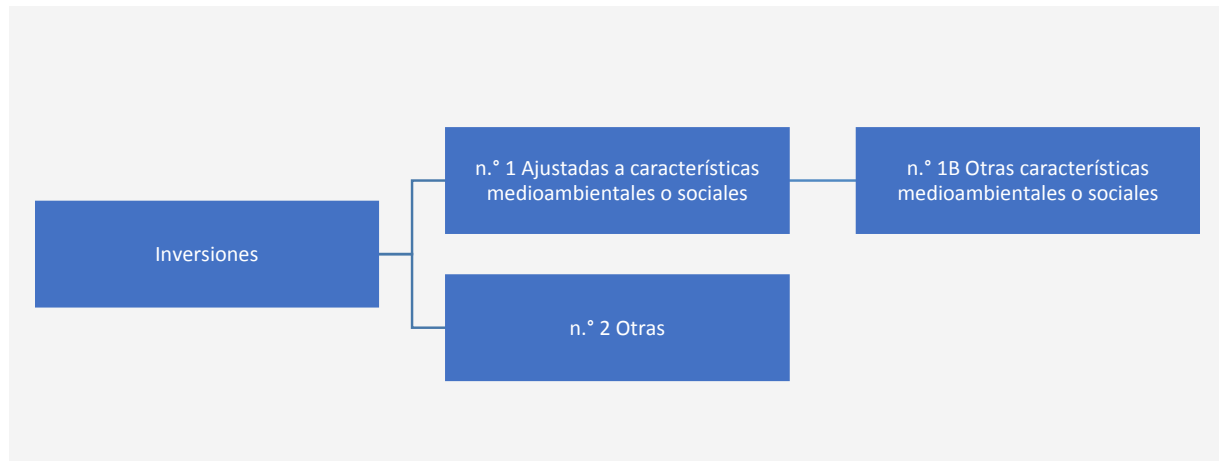 Inversiones
n.° 1 Ajustadas a características
medioambientales o sociales
n.° 1B Otras características
medioambientales o sociales
n.° 2 Otras